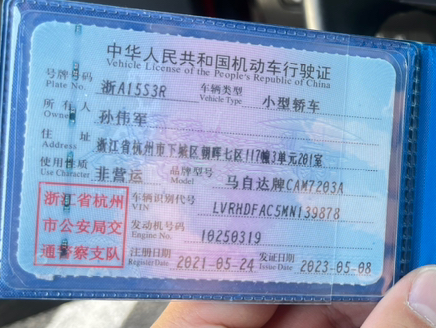 中华人民共和国机动车行驶证
Vehicle License of the People's Republic of China
号牌号码 浙A15S3R 车辆类型 小型轿车
Plate No. Vehicle Type
所有人 孙伟军
Owner
住址 浙江省杭州市下城区朝晖七区117幢3单元201室
Address
使用性质 非营运 品牌型号 马自达牌CAM7203A
Use Character Model
浙江省杭州 车辆识别代号 LVRHDFAC5MN139878
VIN
市公安局交 发动机号码 10250319
Engine No.
通警察支队 注册日期 2021-05-24 发证日期 2023-05-08
Register Date Issue Date